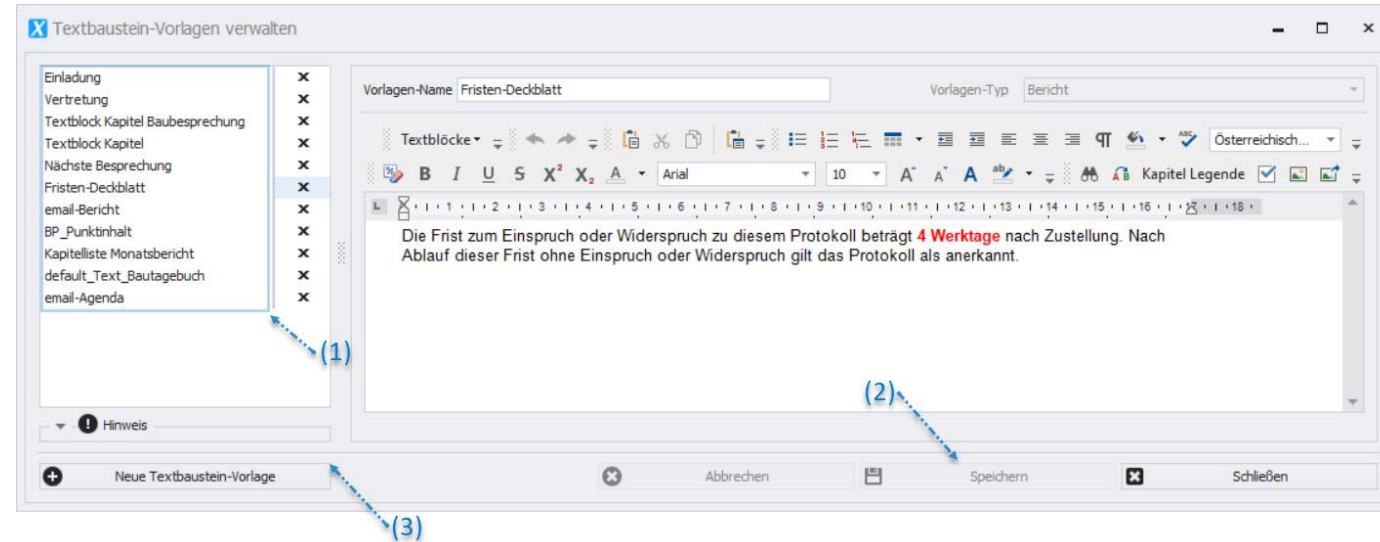 Textbaustein-Vorlagen verwalten
Einladung
Vertretung
Textblock Kapitel Baubesprechung
Textblock Kapitel
Nächste Besprechung
Fristen-Deckblatt
email-Bericht
BP_Punktinhalt
Kapitelliste Monatsbericht
default_Text_Bautagebuch
email-Agenda
(1)
Hinweis
Neue Textbaustein-Vorlage
(3)
Vorlagen-Name Fristen-Deckblatt Vorlagen-Typ Bericht
Textblöcke Österreichisch...
B I U S X² X₂ A Arial 10 A A A ab Kapitel Legende
1 2 3 4 5 6 7 8 9 10 11 12 13 14 15 16 17 18
Die Frist zum Einspruch oder Widerspruch zu diesem Protokoll beträgt 4 Werktage nach Zustellung. Nach
Ablauf dieser Frist ohne Einspruch oder Widerspruch gilt das Protokoll als anerkannt.
(2)
Abbrechen Speichern Schließen